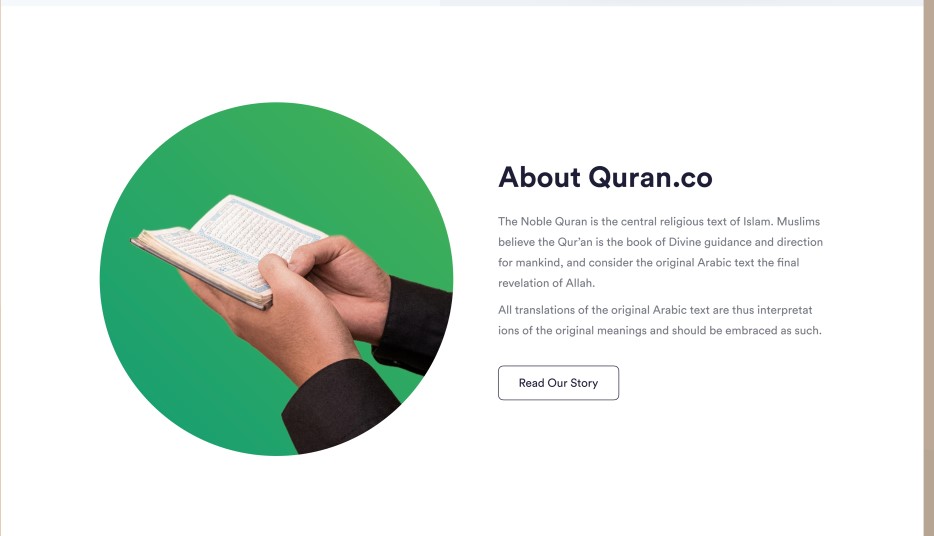 About Quran.co
The Noble Quran is the central religious text of Islam. Muslims
believe the Qur'an is the book of Divine guidance and direction
for mankind, and consider the original Arabic text the final
revelation of Allah.
All translations of the original Arabic text are thus interpretat
ions of the original meanings and should be embraced as such.
Read Our Story